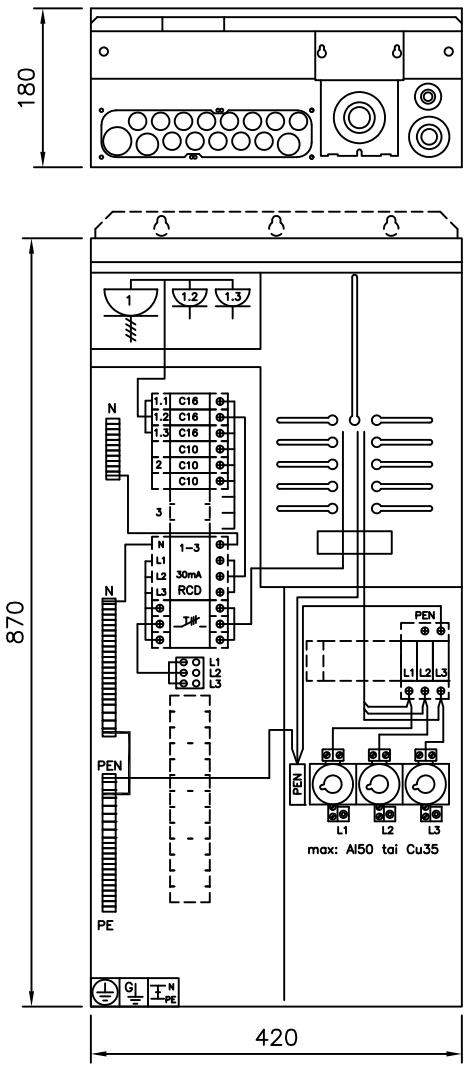 180
870
1
1.2
1.3
N
1.1 C16
1.2 C16
1.3 C16
C10
2 C10
C10
3
N 1-3
L1
L2 30mA
L3 RCD
N
L1
L2
L3
PEN
L1 L2 L3
PEN
PEN
PE
L1 L2 L3
max: Al50 tai Cu35
G
N
PE
420